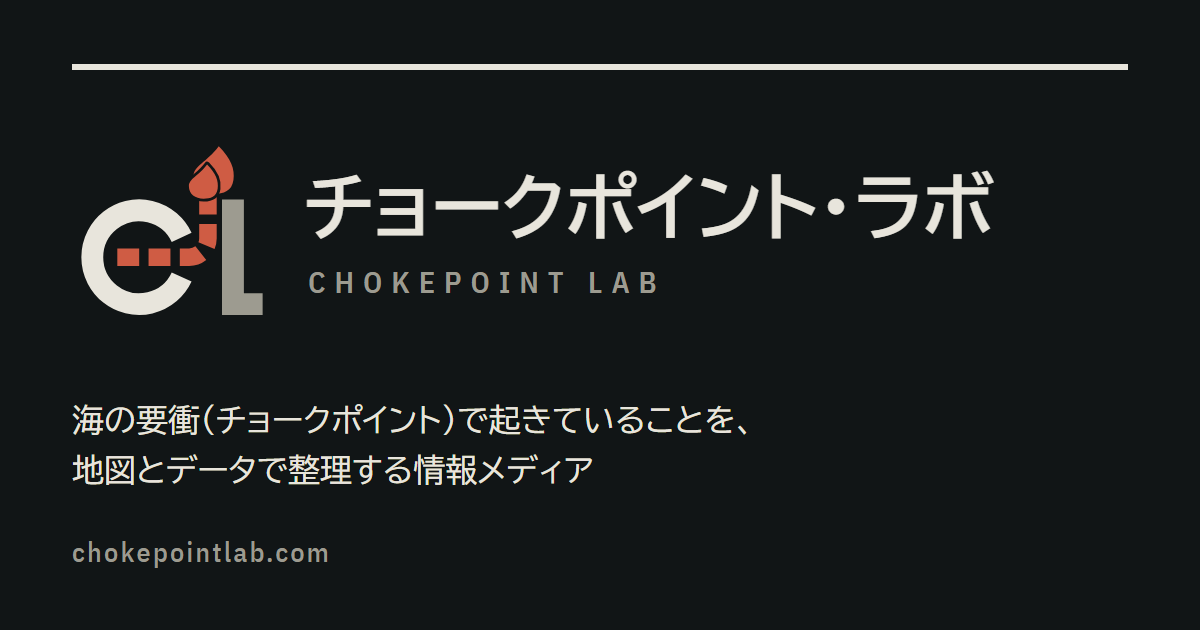 CL
チョークポイント・ラボ
CHOKEPOINT LAB
海の要衝(チョークポイント)で起きていることを、
地図とデータで整理する情報メディア
chokepointlab.com